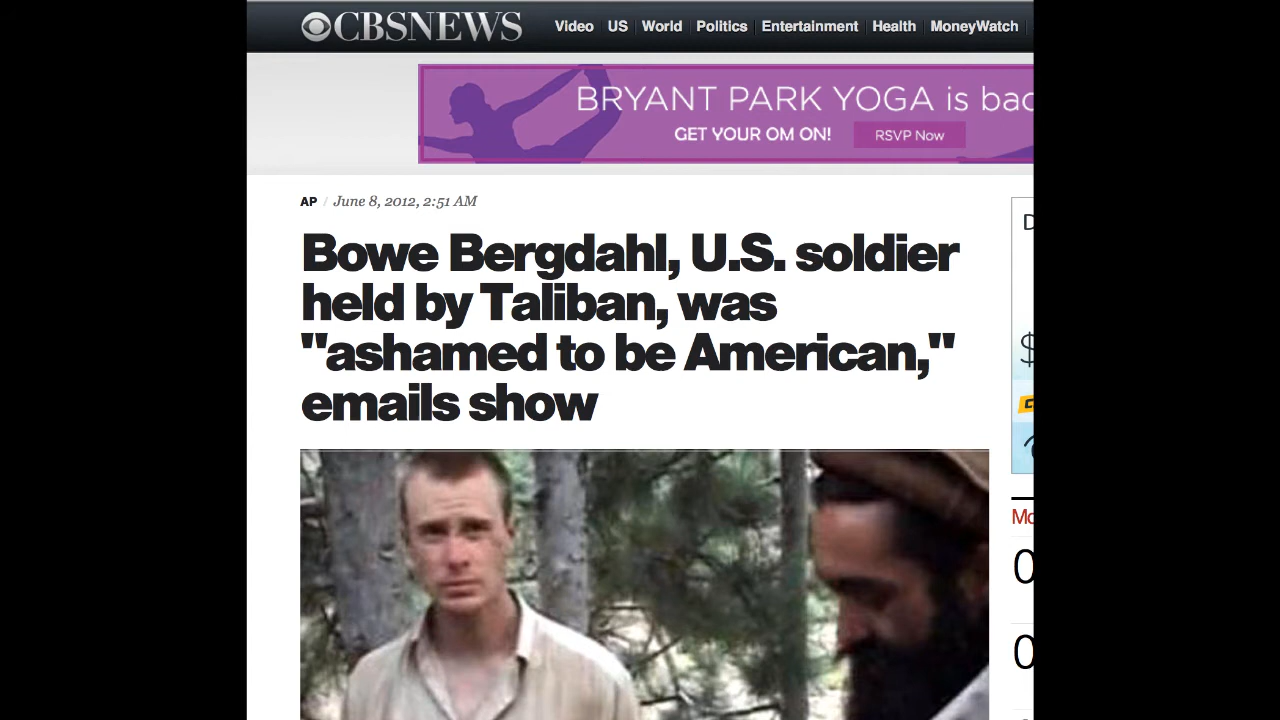 CBSNEWS
Video US World Politics Entertainment Health MoneyWatch
BRYANT PARK YOGA is
GET YOUR OM ON! RSVP Now
AP / June 8, 2012, 2:51 AM
Bowe Bergdahl, U.S. soldier
held by Taliban, was
"ashamed to be American,"
emails show
$
0
0